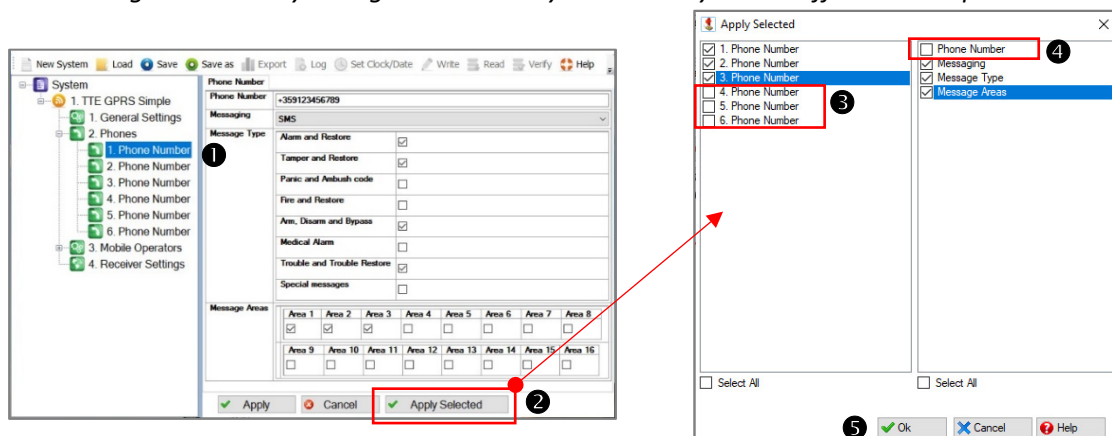 New System Load Save Save as Export Log Set Clock/Date Write Read Verify Help
System
1. TTE GPRS Simple
1. General Settings
2. Phones
1. Phone Number
2. Phone Number
3. Phone Number
4. Phone Number
5. Phone Number
6. Phone Number
3. Mobile Operators
4. Receiver Settings
Phone Number
Phone Number +359123456789
Messaging SMS
Message Type Alarm and Restore
Tamper and Restore
Panic and Ambush code
Fire and Restore
Arm, Disarm and Bypass
Medical Alarm
Trouble and Trouble Restore
Special messages
Message Areas
Area 1 Area 2 Area 3 Area 4 Area 5 Area 6 Area 7 Area 8
Area 9 Area 10 Area 11 Area 12 Area 13 Area 14 Area 15 Area 16
Apply Cancel Apply Selected
1
2
Apply Selected
1. Phone Number
2. Phone Number
3. Phone Number
4. Phone Number
5. Phone Number
6. Phone Number
3
Phone Number
Messaging
Message Type
Message Areas
4
Select All Select All
5 Ok Cancel Help